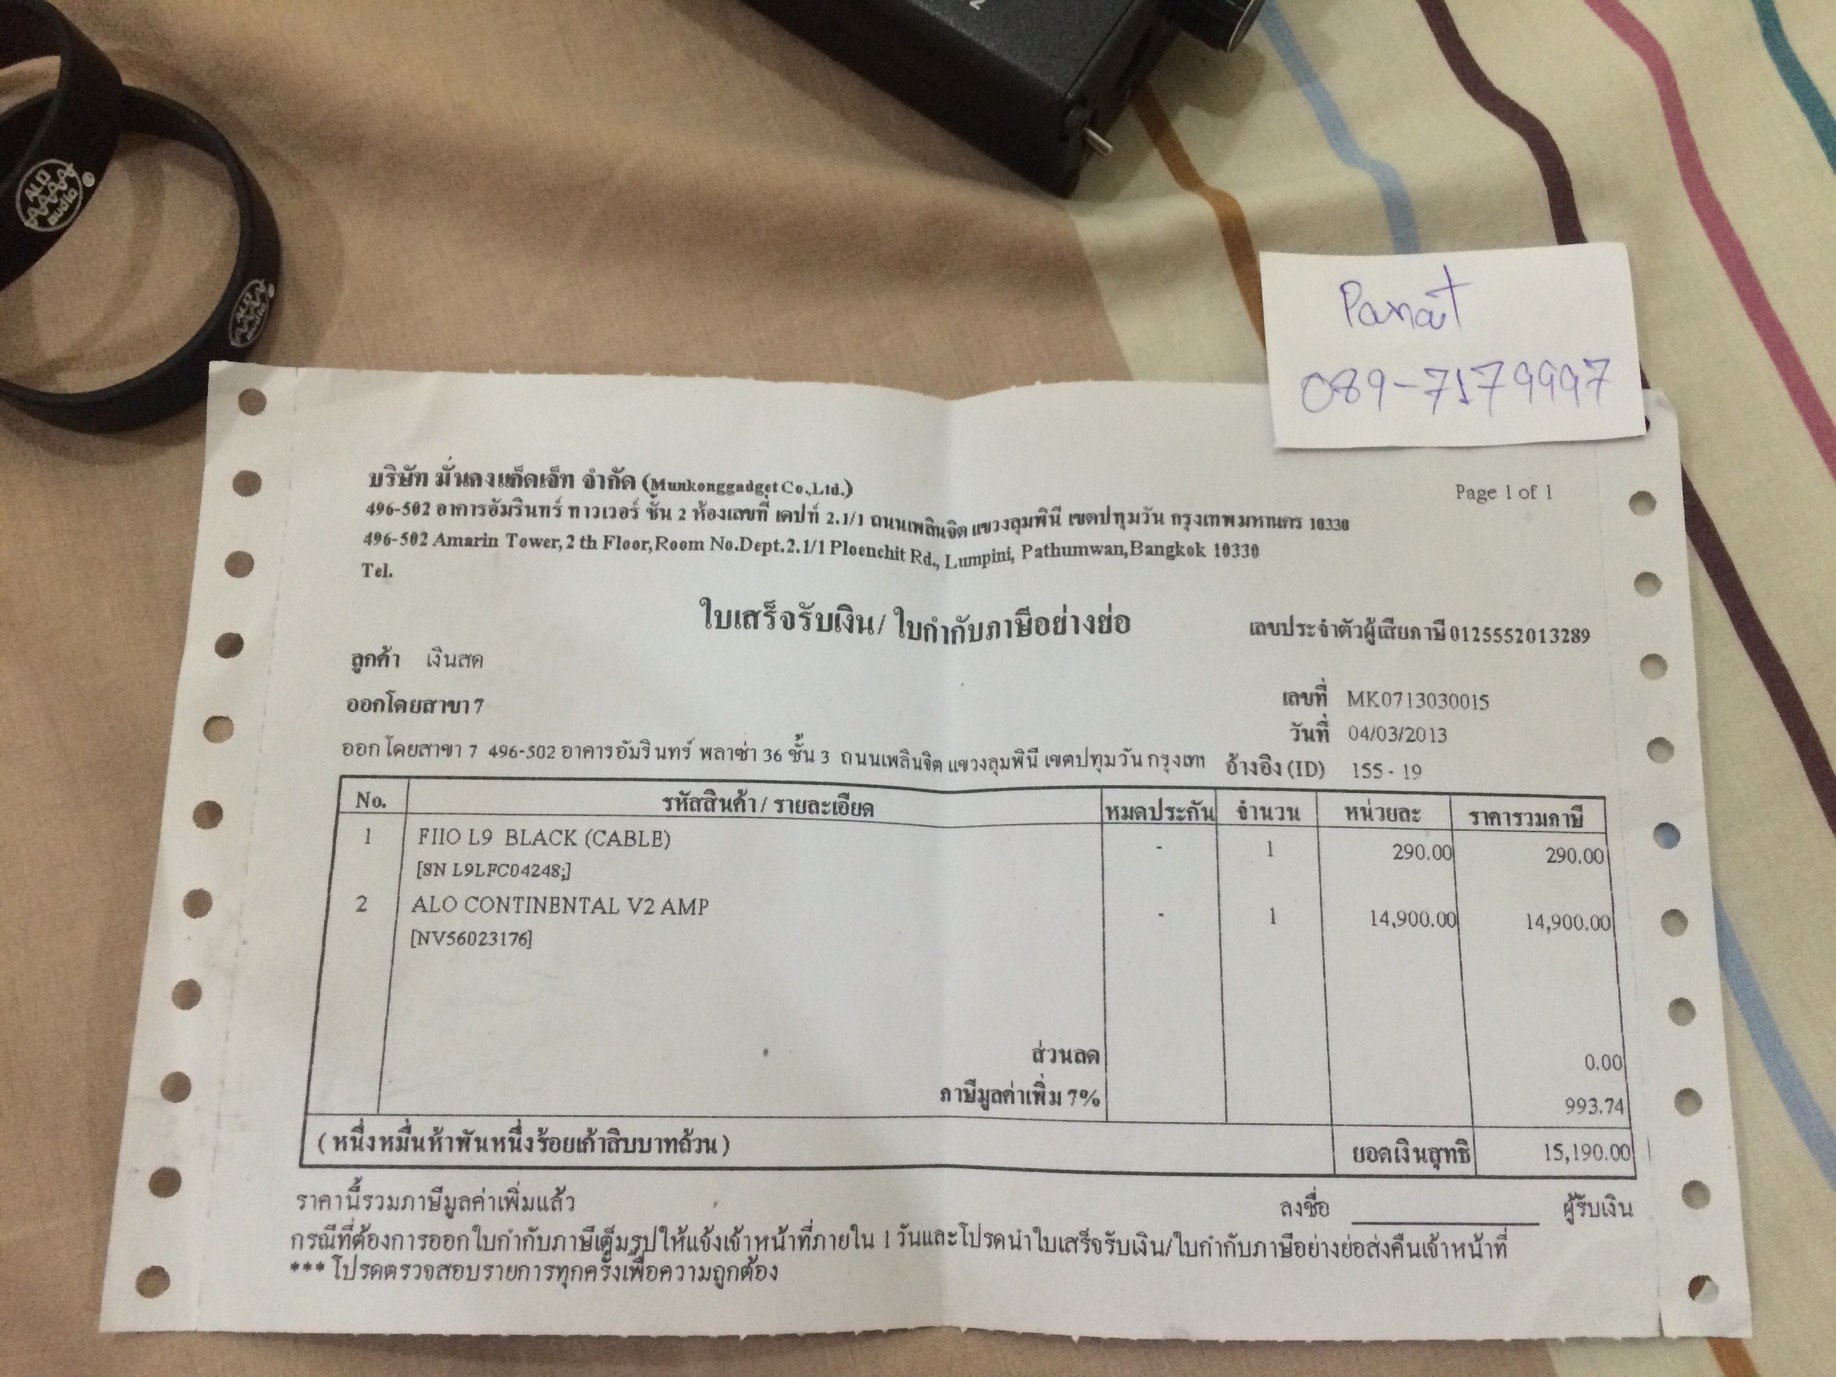 ALO
audio
ALO
audio
Panat
089-7179997
บริษัท มั่นคงแก็ดเจ็ท จำกัด (Munkonggadget Co.,Ltd.)
Page 1 of 1
496-502 อาคารอัมรินทร์ ทาวเวอร์ ชั้น 2 ห้องเลขที่ เดปท์ 2.1/1 ถนนเพลินจิต แขวงลุมพินี เขตปทุมวัน กรุงเทพมหานคร 10330
496-502 Amarin Tower,2 th Floor,Room No.Dept.2.1/1 Ploenchit Rd., Lumpini, Pathumwan,Bangkok 10330
Tel.
ใบเสร็จรับเงิน/ ใบกำกับภาษีอย่างย่อ
เลขประจำตัวผู้เสียภาษี 0125552013289
ลูกค้า เงินสด
ออกโดยสาขา 7
เลขที่ MK0713030015
วันที่ 04/03/2013
ออกโดยสาขา 7 496-502 อาคารอัมรินทร์ พลาซ่า 36 ชั้น 3 ถนนเพลินจิต แขวงลุมพินี เขตปทุมวัน กรุงเทา
อ้างอิง (ID) 155 - 19
No. รหัสสินค้า / รายละเอียด หมดประกัน จำนวน หน่วยละ ราคารวมภาษี
1 FIIO L9 BLACK (CABLE) - 1 290.00 290.00
[SN L9LFC04248;]
2 ALO CONTINENTAL V2 AMP - 1 14,900.00 14,900.00
[NV56023176]
ส่วนลด 0.00
ภาษีมูลค่าเพิ่ม 7% 993.74
( หนึ่งหมื่นห้าพันหนึ่งร้อยเก้าสิบบาทถ้วน ) ยอดเงินสุทธิ 15,190.00
ราคานี้รวมภาษีมูลค่าเพิ่มแล้ว
ลงชื่อ ผู้รับเงิน
กรณีที่ต้องการออกใบกำกับภาษีเต็มรูปให้แจ้งเจ้าหน้าที่ภายใน 1 วันและโปรดนำใบเสร็จรับเงิน/ใบกำกับภาษีอย่างย่อส่งคืนเจ้าหน้าที่
*** โปรดตรวจสอบรายการทุกครั้งเพื่อความถูกต้อง